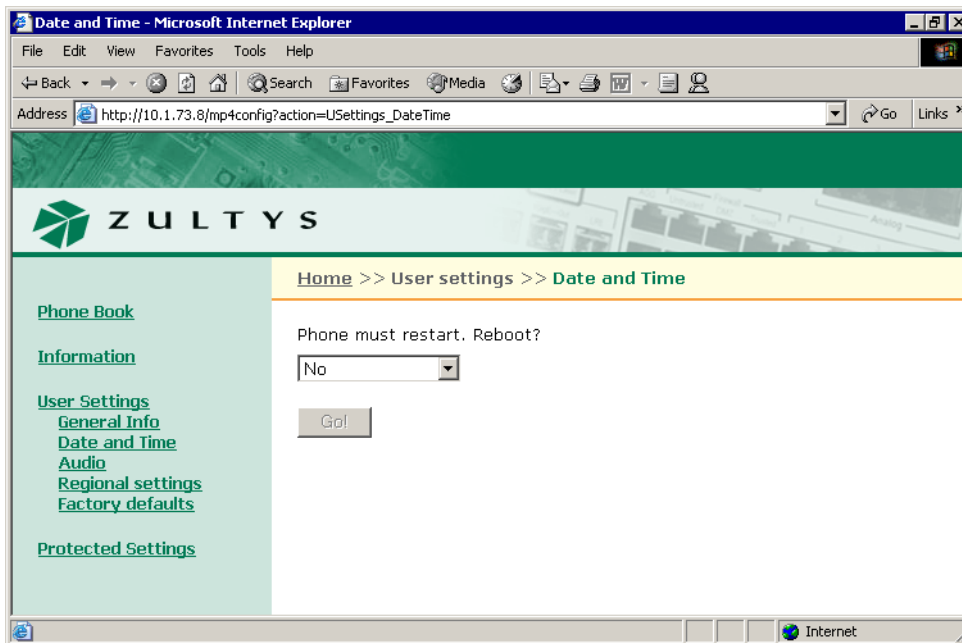 Date and Time - Microsoft Internet Explorer
File Edit View Favorites Tools Help
Back Search Favorites Media
Address http://10.1.73.8/mp4config?action=USettings_DateTime Go Links
ZULTYS
Home >> User settings >> Date and Time
Phone Book
Information
User Settings
General Info
Date and Time
Audio
Regional settings
Factory defaults
Protected Settings
Phone must restart. Reboot?
No
Go!
Internet